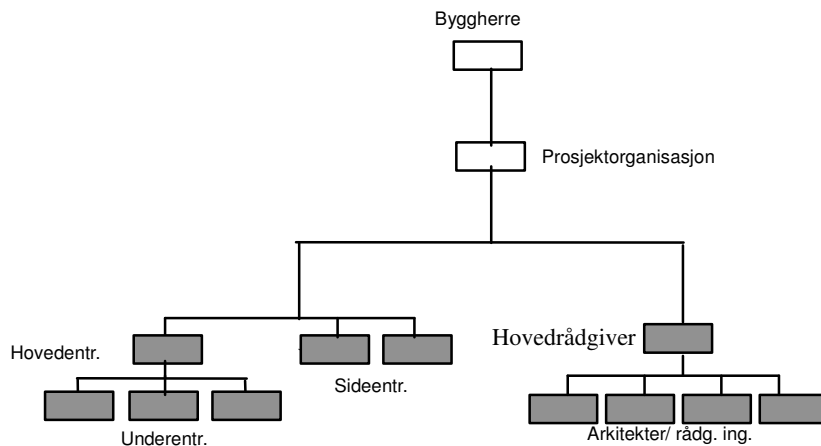 Byggherre
Prosjektorganisasjon
Hovedrådgiver
Hovedentr.
Sideentr.
Underentr.
Arkitekter/ rådg. ing.